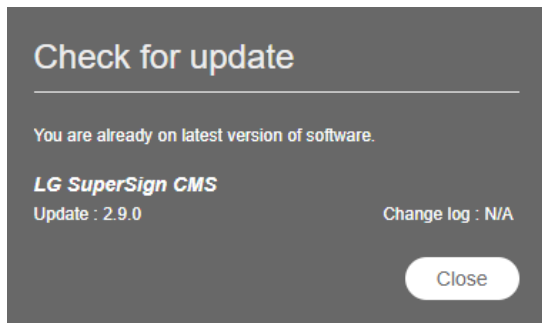 Check for update
You are already on latest version of software.
LG SuperSign CMS
Update : 2.9.0 Change log : N/A
Close